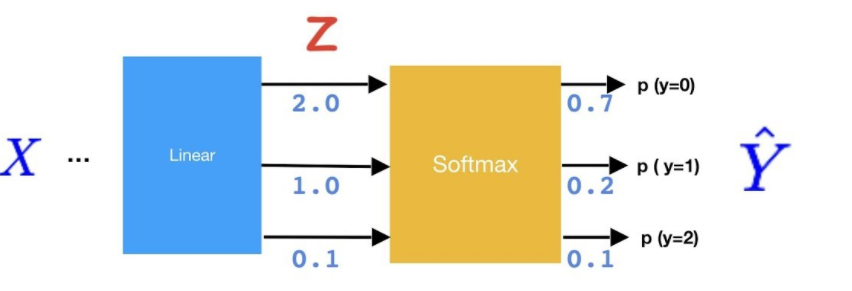 Z
2.0
0.7
p (y=0)
X ...
Linear
1.0
Softmax
0.2
p ( y=1)
Ŷ
0.1
0.1
p (y=2)